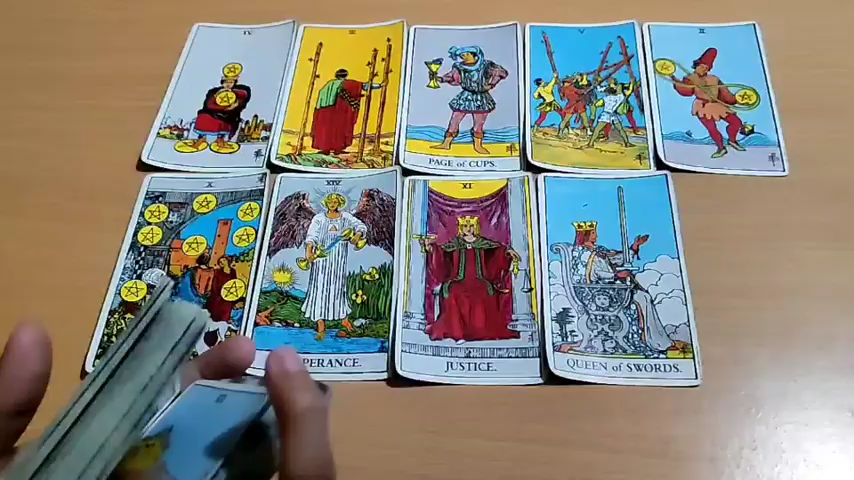 IV
III
PAGE of CUPS.
V
II
X
XIV
PERANCE.
XI
JUSTICE.
QUEEN of SWORDS.